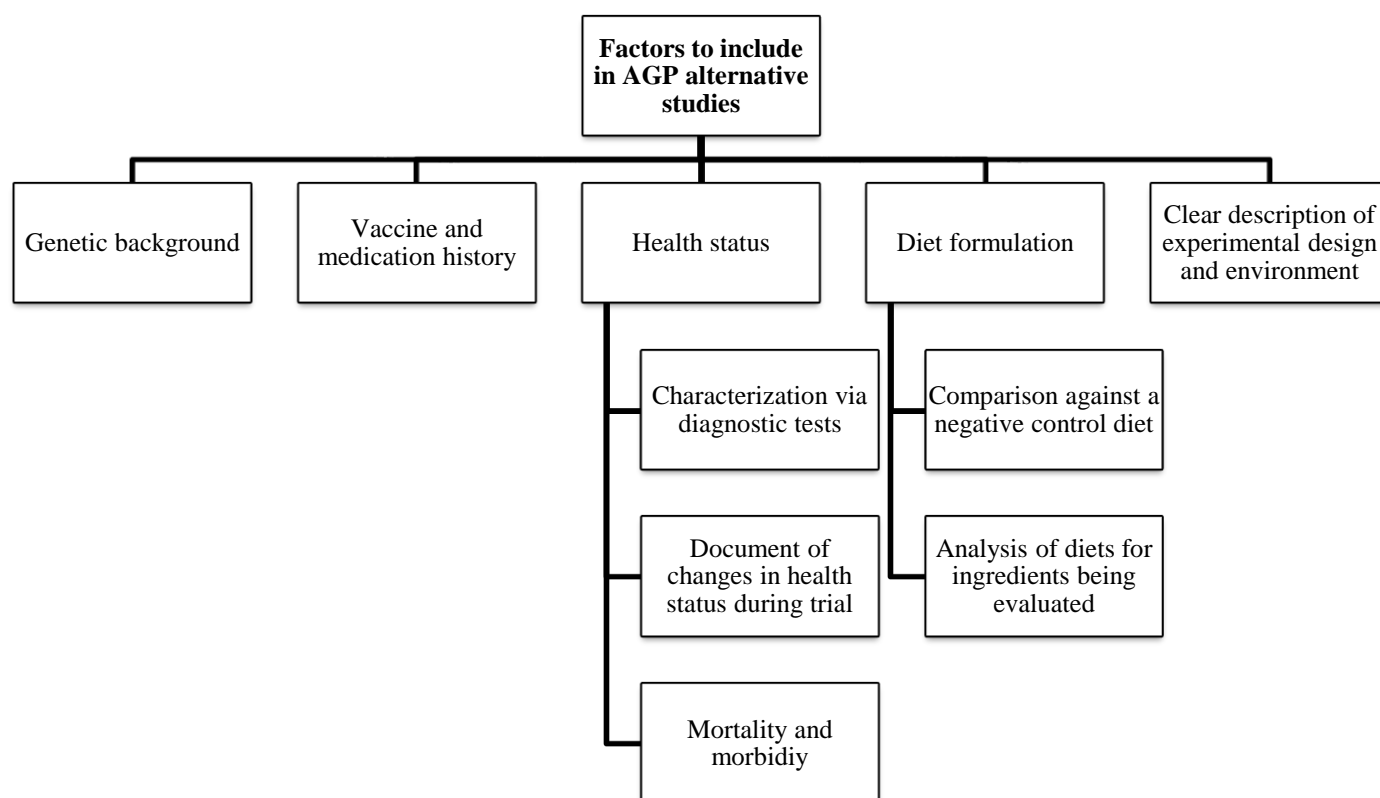 Factors to include
in AGP alternative
studies
Genetic background
Vaccine and
medication history
Health status
Diet formulation
Clear description of
experimental design
and environment
Characterization via
diagnostic tests
Document of
changes in health
status during trial
Mortality and
morbidiy
Comparison against a
negative control diet
Analysis of diets for
ingredients being
evaluated